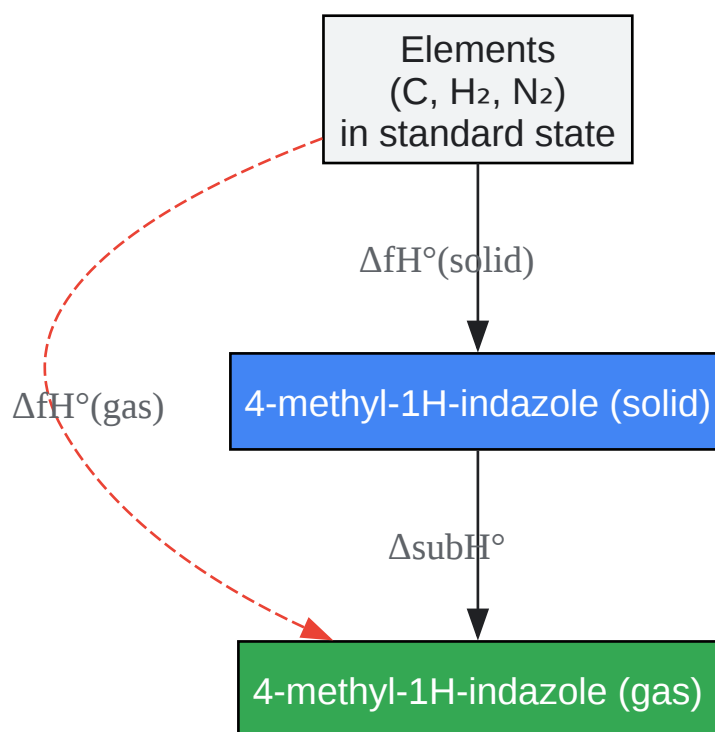 Elements
(C, H₂, N₂)
in standard state
ΔfH°(solid)
4-methyl-1H-indazole (solid)
ΔfH°(gas)
ΔsubH°
4-methyl-1H-indazole (gas)